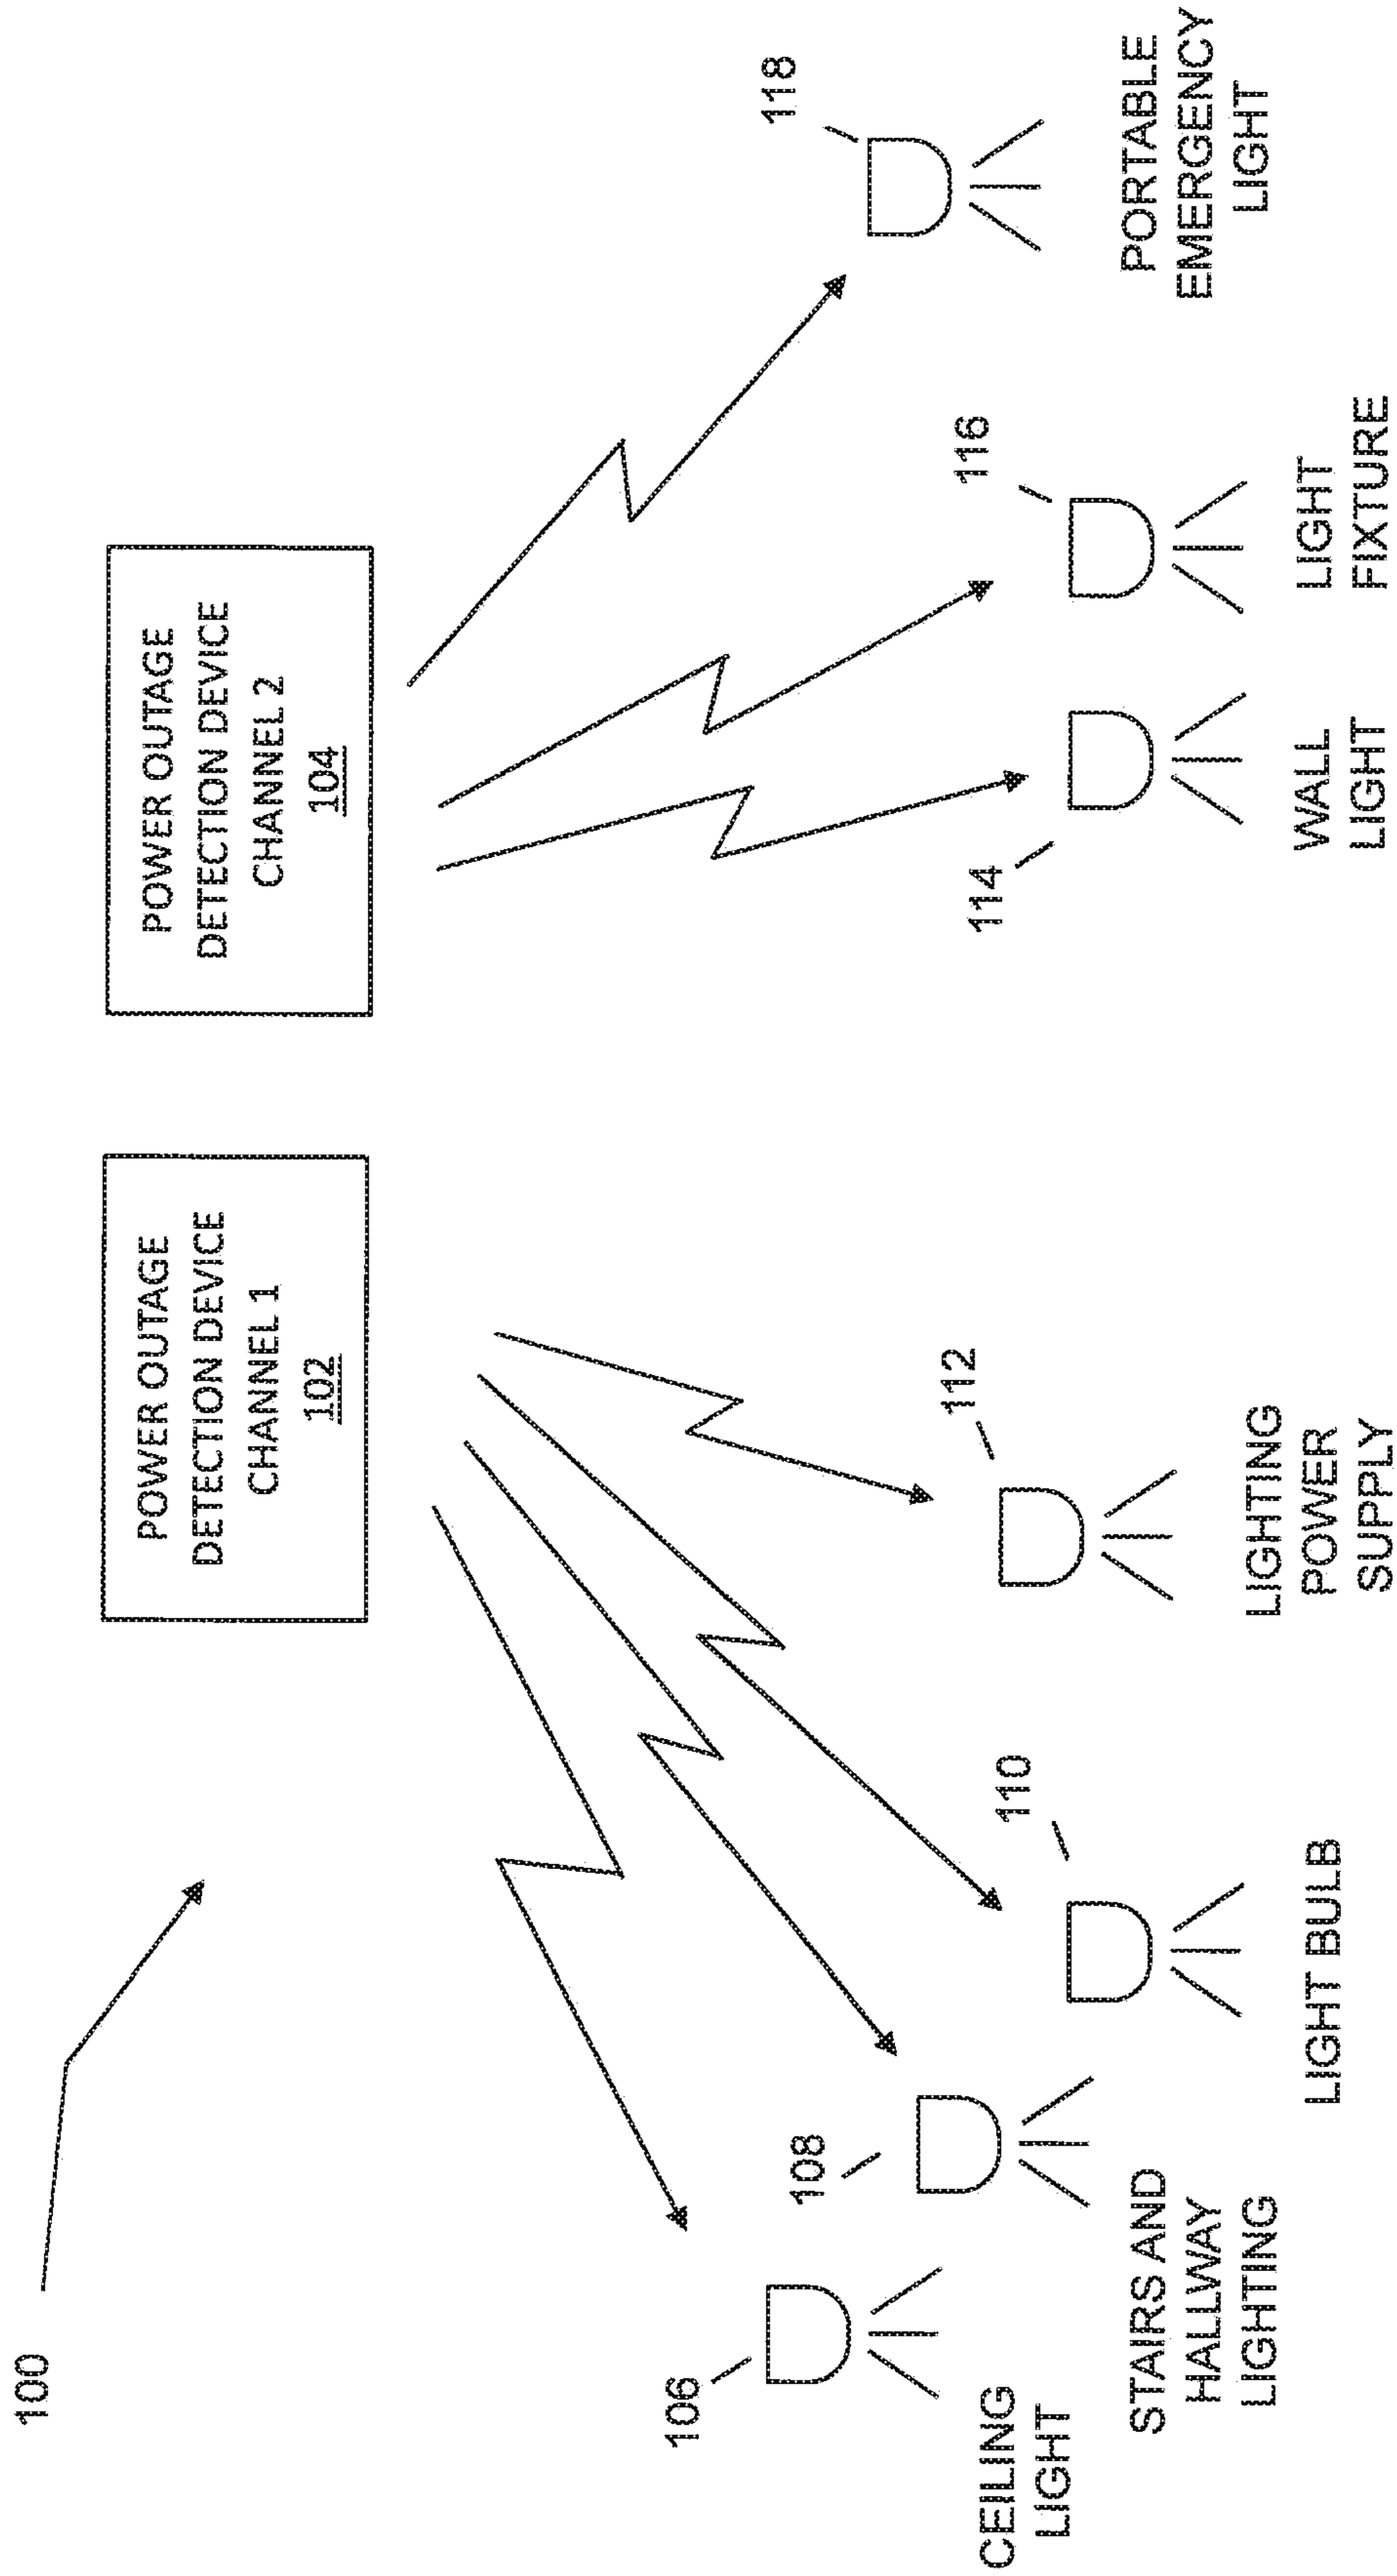 100
POWER OUTAGE
DETECTION DEVICE
CHANNEL 1
102
POWER OUTAGE
DETECTION DEVICE
CHANNEL 2
104
106
CEILING
LIGHT
108
STAIRS AND
HALLWAY
LIGHTING
110
LIGHT BULB
112
LIGHTING
POWER
SUPPLY
114
WALL
LIGHT
116
LIGHT
FIXTURE
118
PORTABLE
EMERGENCY
LIGHT